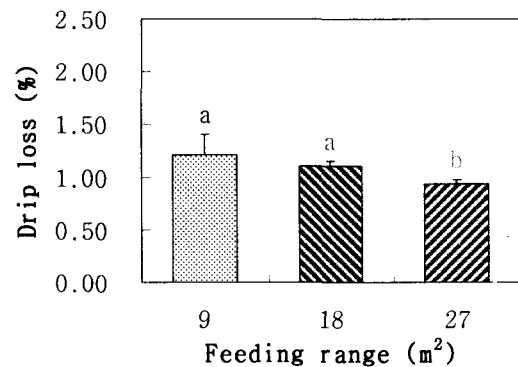 2.50
2.00
a
1.50
a
b
1.00
0.50
0.00
Drip loss (%)
9 18 27
Feeding range (m²)